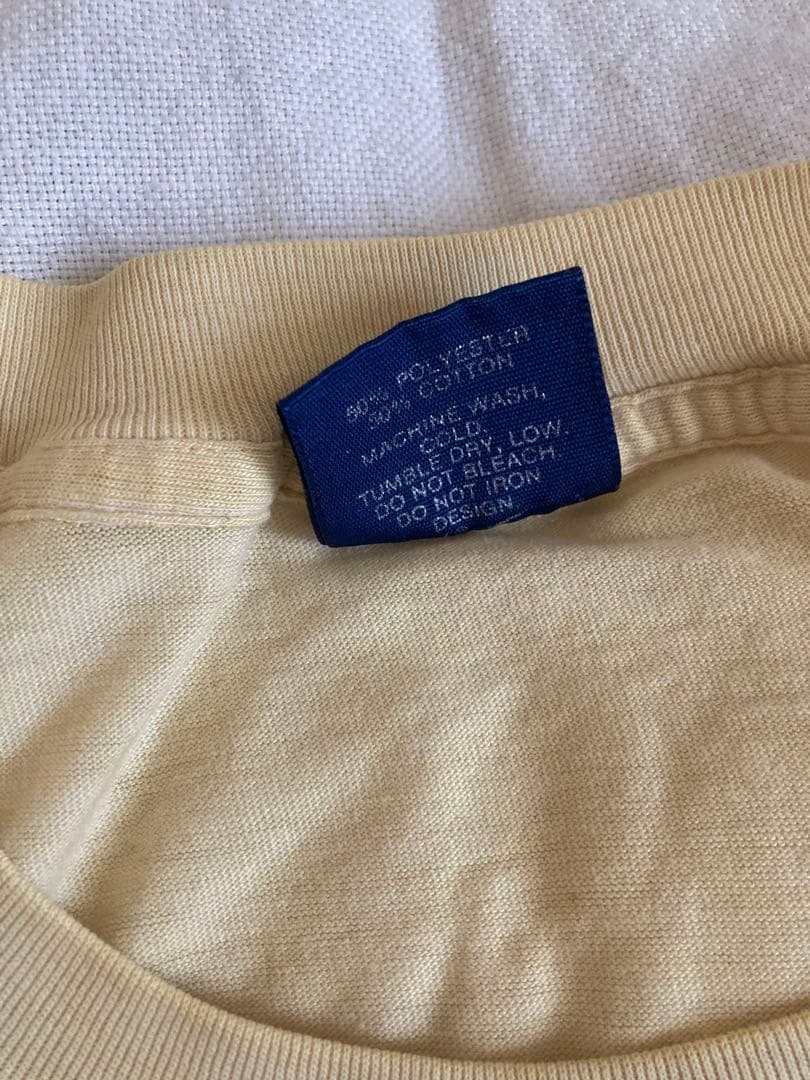 50% POLYESTER
50% COTTON
MACHINE WASH,
COLD.
TUMBLE DRY, LOW.
DO NOT BLEACH
DO NOT IRON
DESIGN